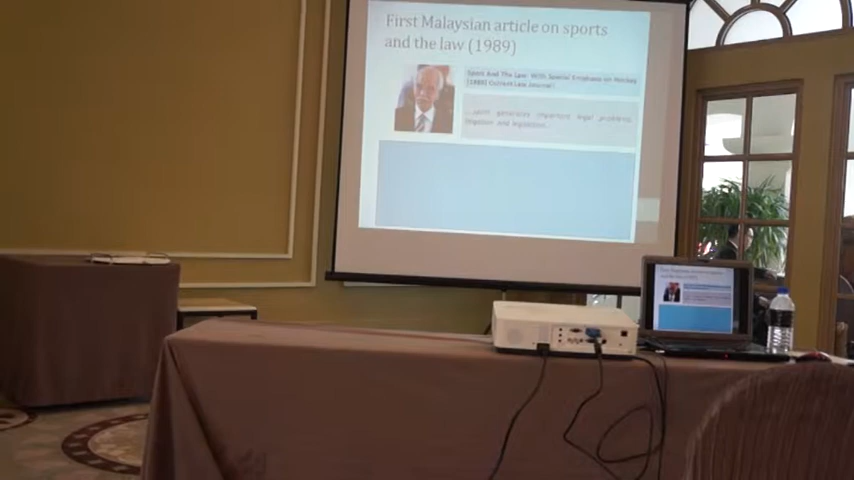 First Malaysian article on sports
and the law (1989)
Sport And The Law: With Special Emphasis on Hockey
[1989] Current Law Journal
...sport generates important legal problems,
litigation and legislation...